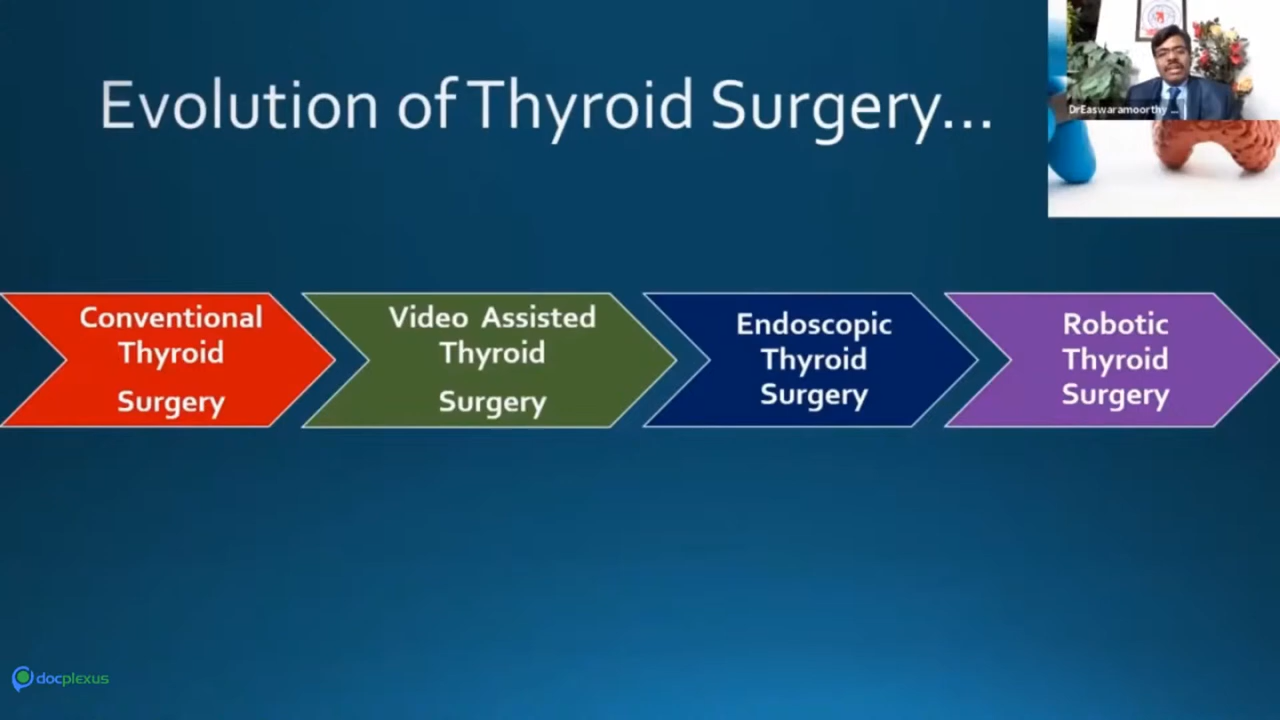 Evolution of Thyroid Surgery...
DrEaswaramoorthy ...
Conventional
Thyroid
Surgery
Video Assisted
Thyroid
Surgery
Endoscopic
Thyroid
Surgery
Robotic
Thyroid
Surgery
docplexus